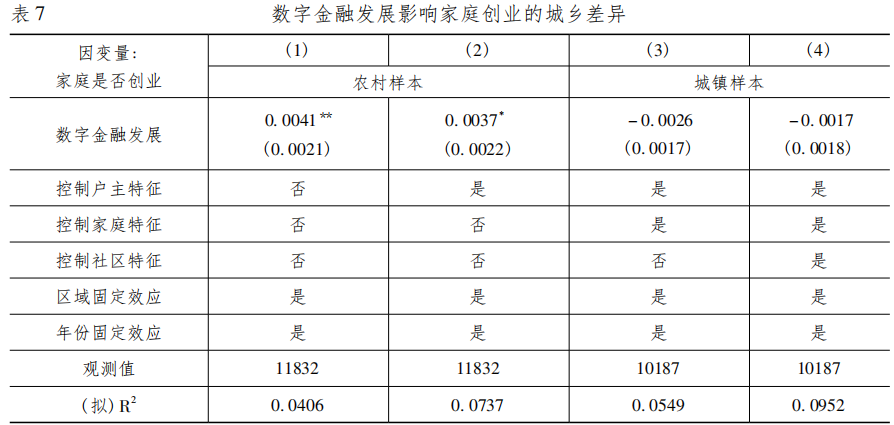 表 7 数字金融发展影响家庭创业的城乡差异
因变量： (1) (2) (3) (4)
家庭是否创业 农村样本 城镇样本
数字金融发展 0.0041** 0.0037* -0.0026 -0.0017
(0.0021) (0.0022) (0.0017) (0.0018)
控制户主特征 否 是 是 是
控制家庭特征 否 否 是 是
控制社区特征 否 否 否 是
区域固定效应 是 是 是 是
年份固定效应 是 是 是 是
观测值 11832 11832 10187 10187
(拟) R² 0.0406 0.0737 0.0549 0.0952